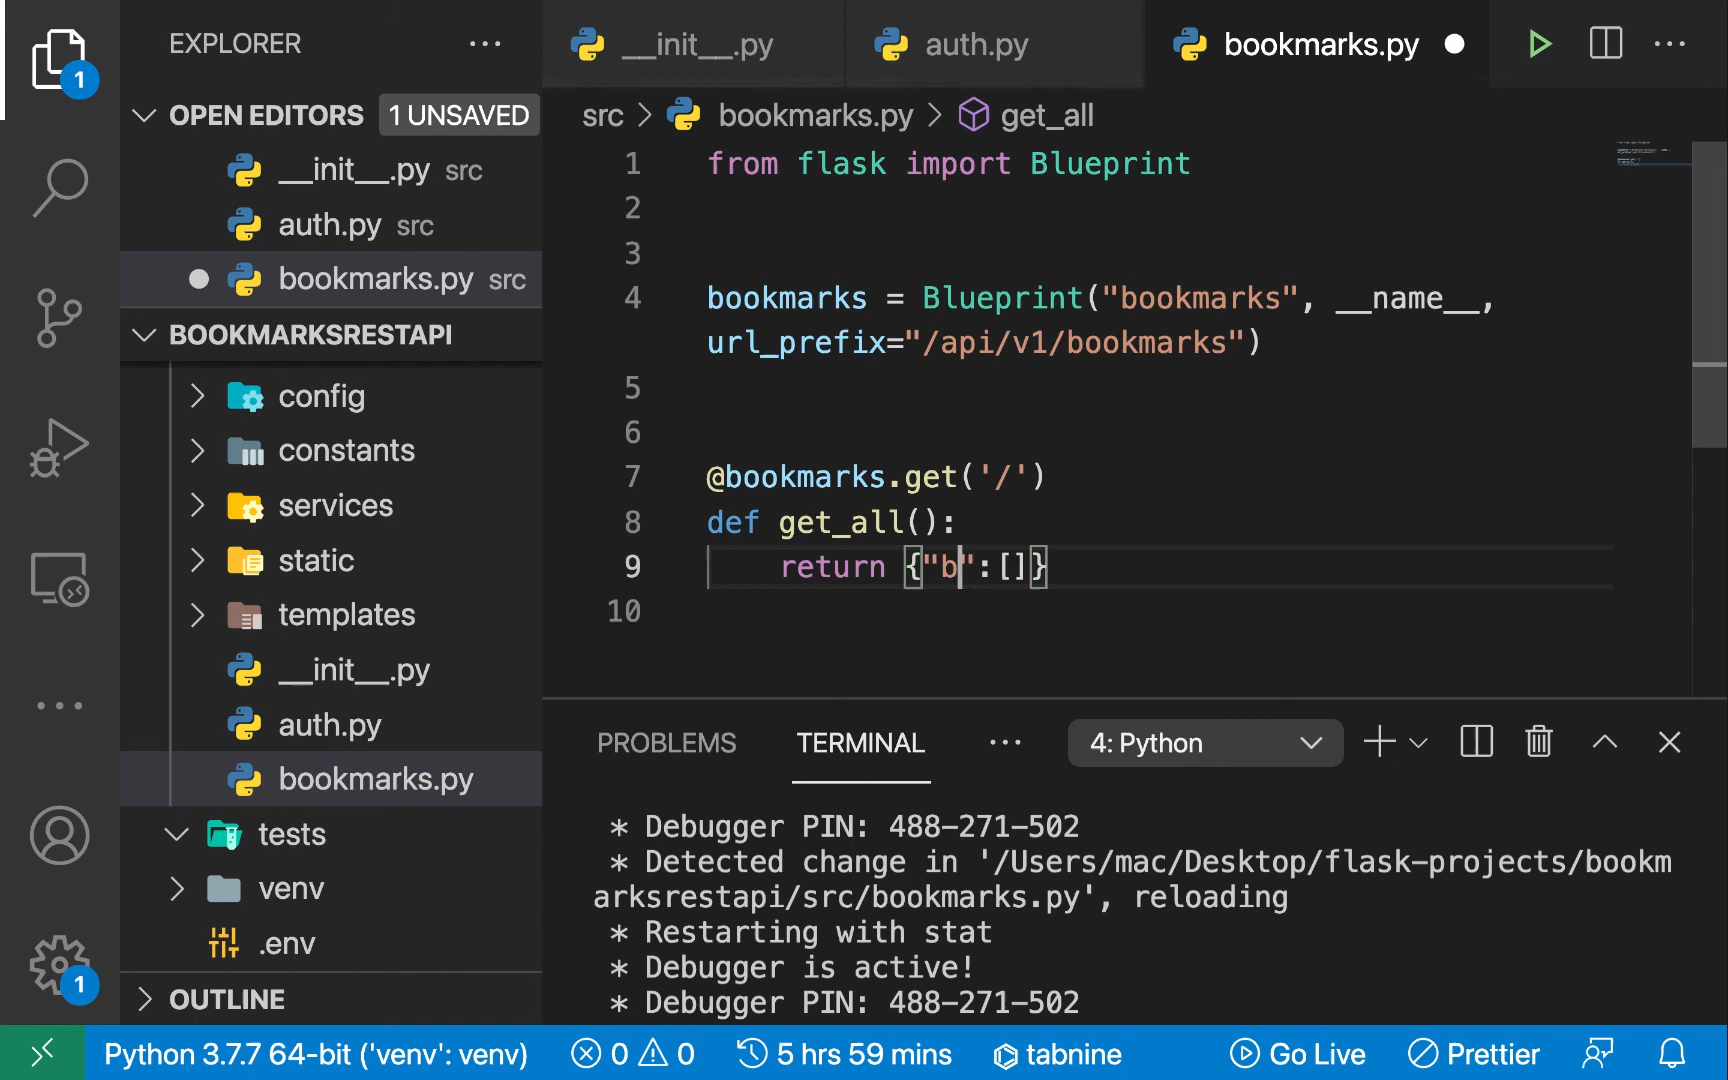 EXPLORER
OPEN EDITORS 1 UNSAVED
__init__.py src
auth.py src
bookmarks.py src
BOOKMARKSRESTAPI
config
constants
services
static
templates
__init__.py
auth.py
bookmarks.py
tests
venv
.env
OUTLINE
1
1
__init__.py auth.py bookmarks.py
src > bookmarks.py > get_all
1 from flask import Blueprint
2
3
4 bookmarks = Blueprint("bookmarks", __name__,
url_prefix="/api/v1/bookmarks")
5
6
7 @bookmarks.get('/')
8 def get_all():
9 return {"b":[]}
10
PROBLEMS TERMINAL 4: Python
* Debugger PIN: 488-271-502
* Detected change in '/Users/mac/Desktop/flask-projects/bookm
arksrestapi/src/bookmarks.py', reloading
* Restarting with stat
* Debugger is active!
* Debugger PIN: 488-271-502
Python 3.7.7 64-bit ('venv': venv) 0 0 5 hrs 59 mins tabnine Go Live Prettier